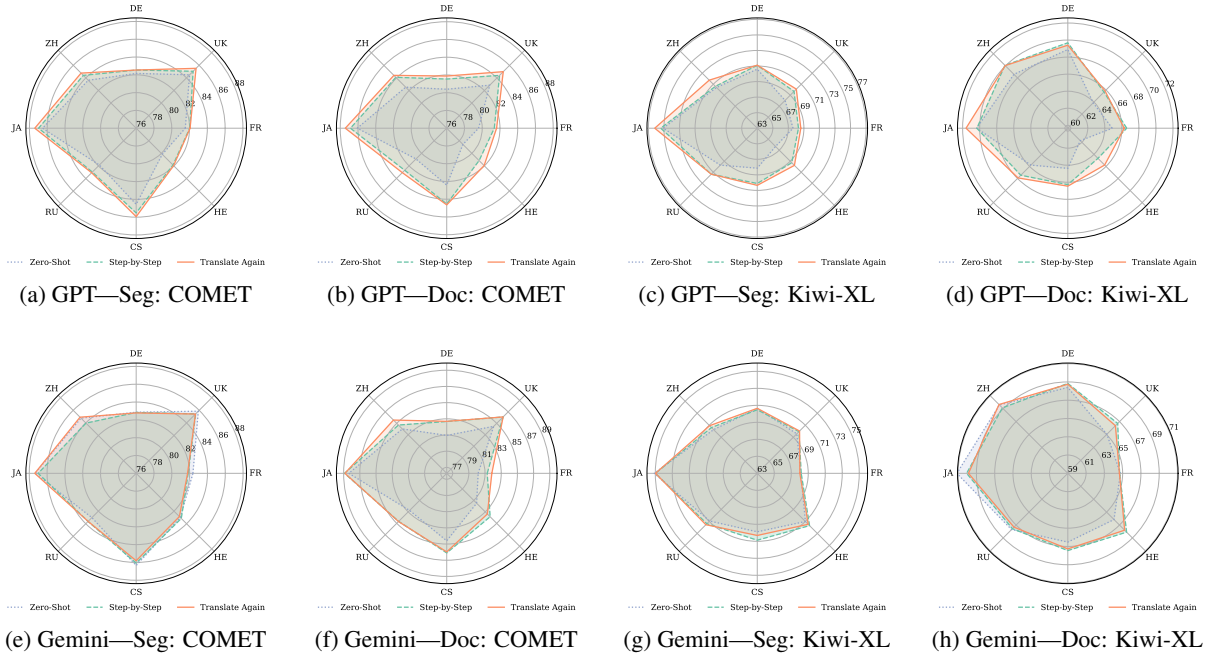 DE
ZH UK
JA FR
RU HE
CS
76 78 80 82 84 86 88
Zero-Shot Step-by-Step Translate Again
(a) GPT—Seg: COMET
DE
ZH UK
JA FR
RU HE
CS
76 78 80 82 84 86 88
Zero-Shot Step-by-Step Translate Again
(b) GPT—Doc: COMET
DE
ZH UK
JA FR
RU HE
CS
63 65 67 69 71 73 75 77
Zero-Shot Step-by-Step Translate Again
(c) GPT—Seg: Kiwi-XL
DE
ZH UK
JA FR
RU HE
CS
60 62 64 66 68 70 72
Zero-Shot Step-by-Step Translate Again
(d) GPT—Doc: Kiwi-XL
DE
ZH UK
JA FR
RU HE
CS
76 78 80 82 84 86 88
Zero-Shot Step-by-Step Translate Again
(e) Gemini—Seg: COMET
DE
ZH UK
JA FR
RU HE
CS
77 79 81 83 85 87 89
Zero-Shot Step-by-Step Translate Again
(f) Gemini—Doc: COMET
DE
ZH UK
JA FR
RU HE
CS
63 65 67 69 71 73 75
Zero-Shot Step-by-Step Translate Again
(g) Gemini—Seg: Kiwi-XL
DE
ZH UK
JA FR
RU HE
CS
59 61 63 65 67 69 71
Zero-Shot Step-by-Step Translate Again
(h) Gemini—Doc: Kiwi-XL